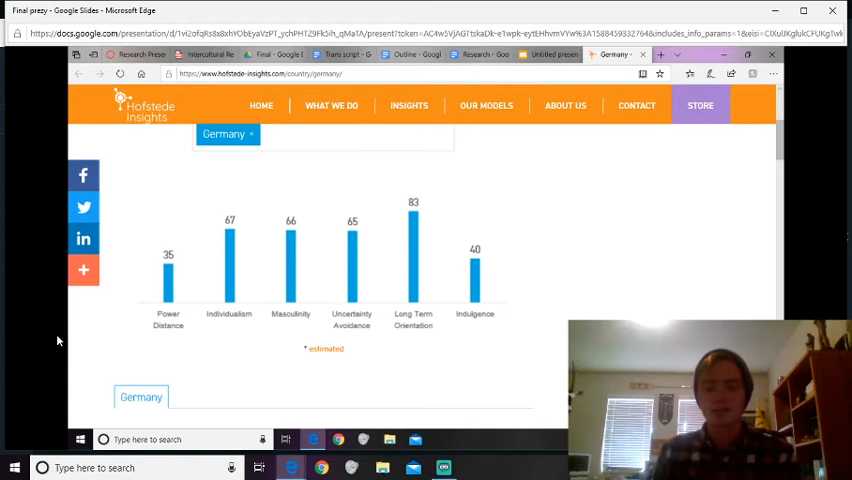 Final prezy - Google Slides - Microsoft Edge
Research Presen
Intercultural Re
Final - Google D
Trans script - G
Outline - Googl
Research - Goo
Untitled presen
Germany -
https://www.hofstede-insights.com/country/germany/
Hofstede
Insights
HOME
WHAT WE DO
INSIGHTS
OUR MODELS
ABOUT US
CONTACT
STORE
Germany ×
35
67
66
65
83
40
Power
Distance
Individualism
Masculinity
Uncertainty
Avoidance
Long Term
Orientation
Indulgence
* estimated
Germany
Type here to search
Type here to search